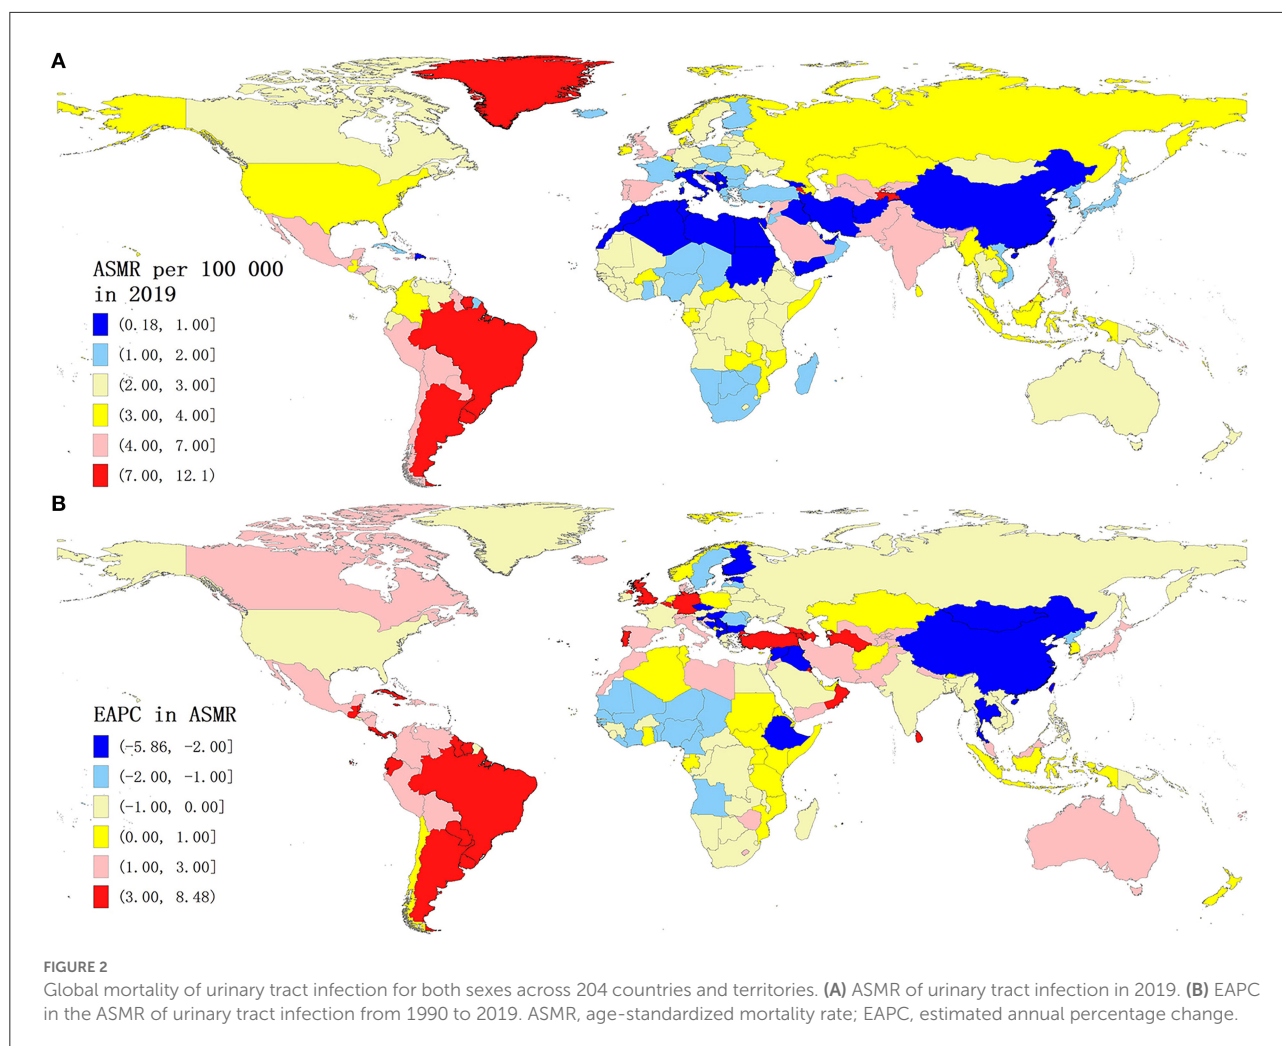 A
ASMR per 100 000
in 2019
(0.18, 1.00]
(1.00, 2.00]
(2.00, 3.00]
(3.00, 4.00]
(4.00, 7.00]
(7.00, 12.1)
B
EAPC in ASMR
(-5.86, -2.00]
(-2.00, -1.00]
(-1.00, 0.00]
(0.00, 1.00]
(1.00, 3.00]
(3.00, 8.48)
FIGURE 2
Global mortality of urinary tract infection for both sexes across 204 countries and territories. (A) ASMR of urinary tract infection in 2019. (B) EAPC
in the ASMR of urinary tract infection from 1990 to 2019. ASMR, age-standardized mortality rate; EAPC, estimated annual percentage change.